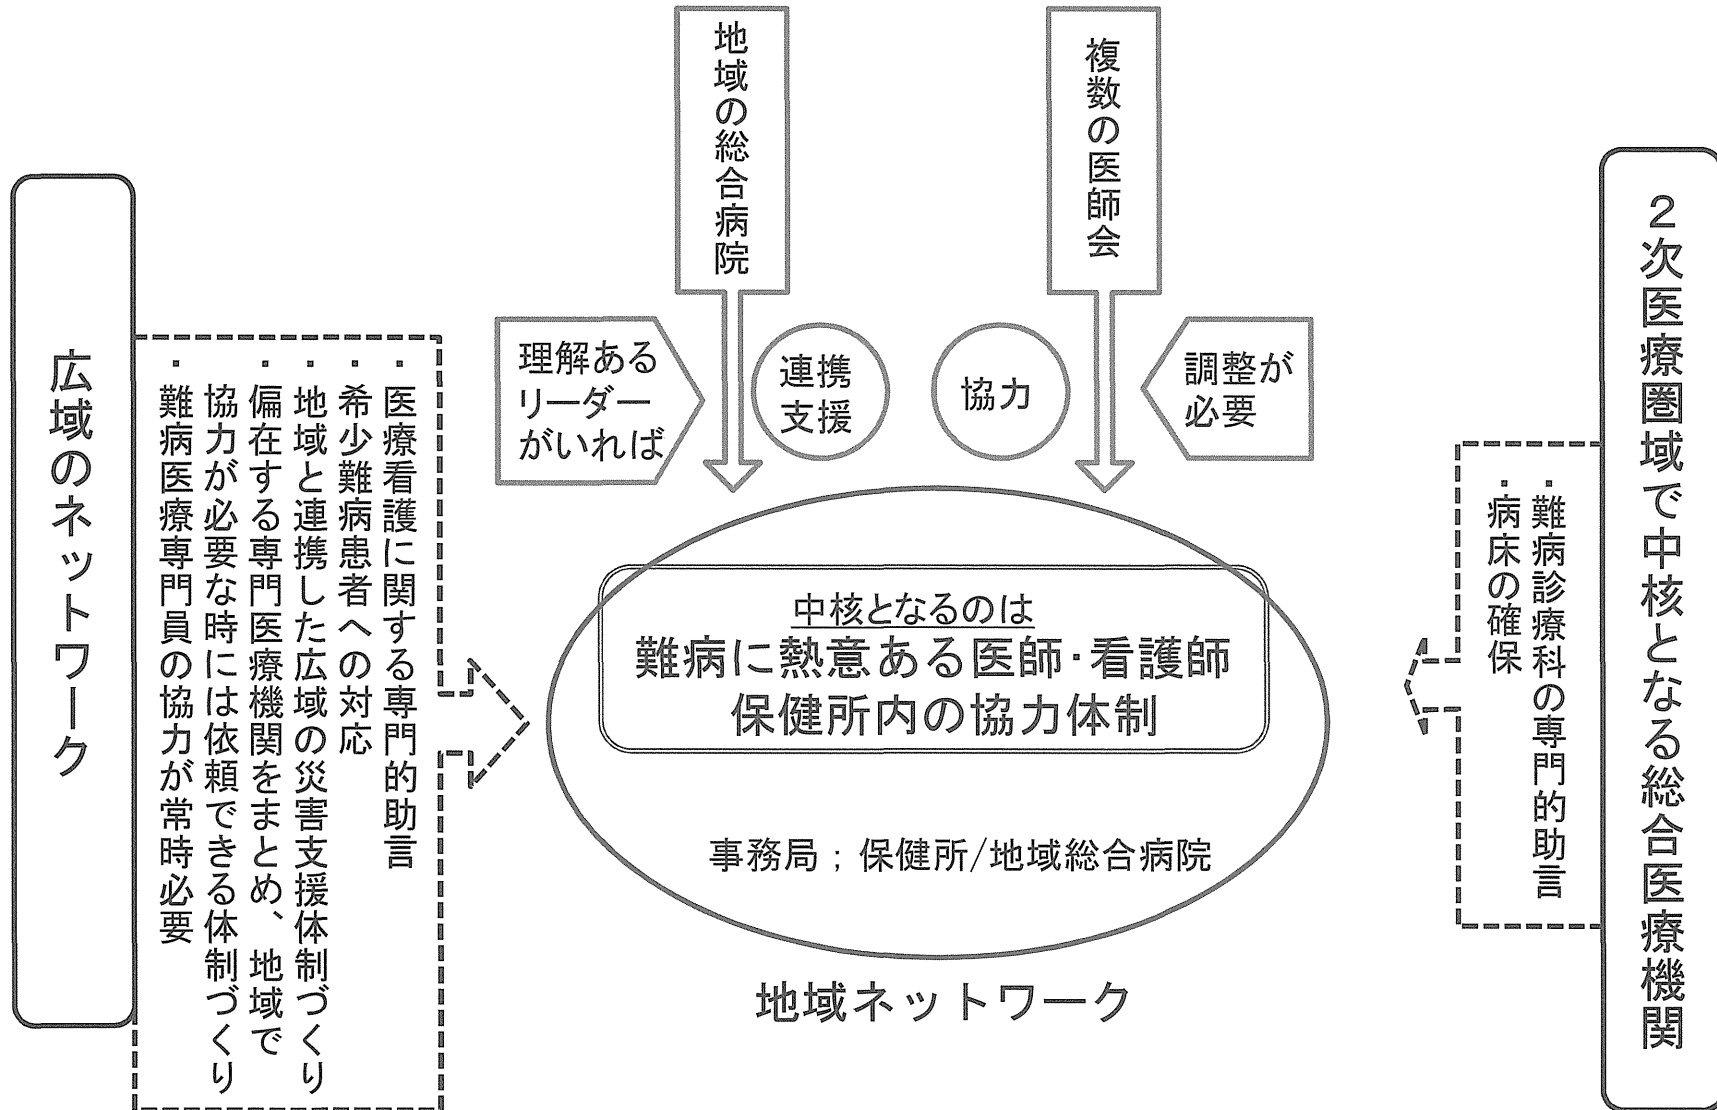 地域の総合病院
複数の医師会
2次医療圏域で中核となる総合医療機関
・難病診療科の専門的助言
・病床の確保
理解ある
リーダー
がいれば
連携
支援
協力
調整が
必要
広域のネットワーク
・医療看護に関する専門的助言
・希少難病患者への対応
・地域と連携した広域の災害支援体制づくり
・偏在する専門医療機関をまとめ、地域で
協力が必要な時には依頼できる体制づくり
・難病医療専門員の協力が常時必要
中核となるのは
難病に熱意ある医師・看護師
保健所内の協力体制
事務局；保健所/地域総合病院
地域ネットワーク